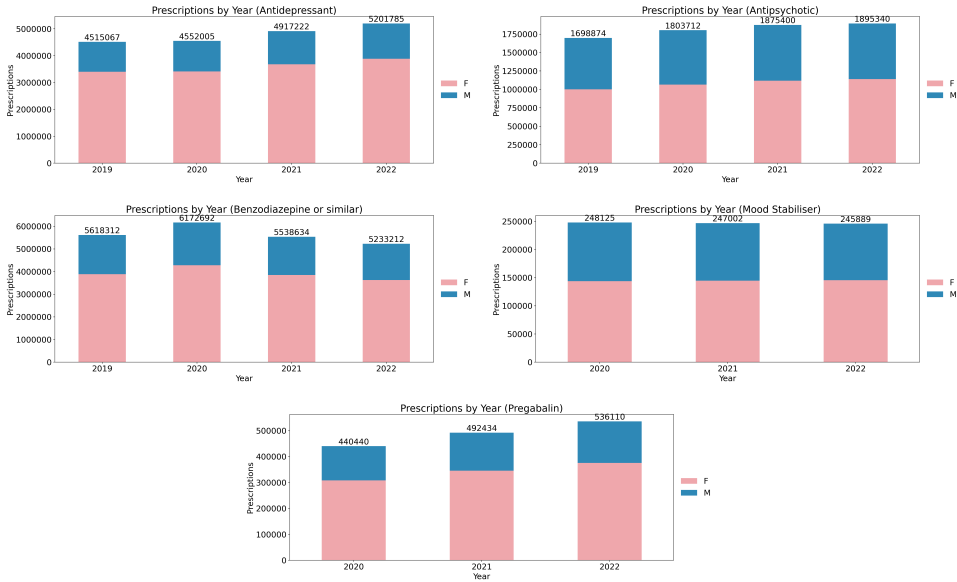 Prescriptions by Year (Antidepressant)
5000000
4000000
3000000
2000000
1000000
0
Prescriptions
4515067
4552005
4917222
5201785
2019
2020
2021
2022
Year
F
M
Prescriptions by Year (Antipsychotic)
1750000
1500000
1250000
1000000
750000
500000
250000
0
Prescriptions
1698874
1803712
1875400
1895340
2019
2020
2021
2022
Year
F
M
Prescriptions by Year (Benzodiazepine or similar)
6000000
5000000
4000000
3000000
2000000
1000000
0
Prescriptions
5618312
6172692
5538634
5233212
2019
2020
2021
2022
Year
F
M
Prescriptions by Year (Mood Stabiliser)
250000
200000
150000
100000
50000
0
Prescriptions
248125
247002
245889
2020
2021
2022
Year
F
M
Prescriptions by Year (Pregabalin)
500000
400000
300000
200000
100000
0
Prescriptions
440440
492434
536110
2020
2021
2022
Year
F
M